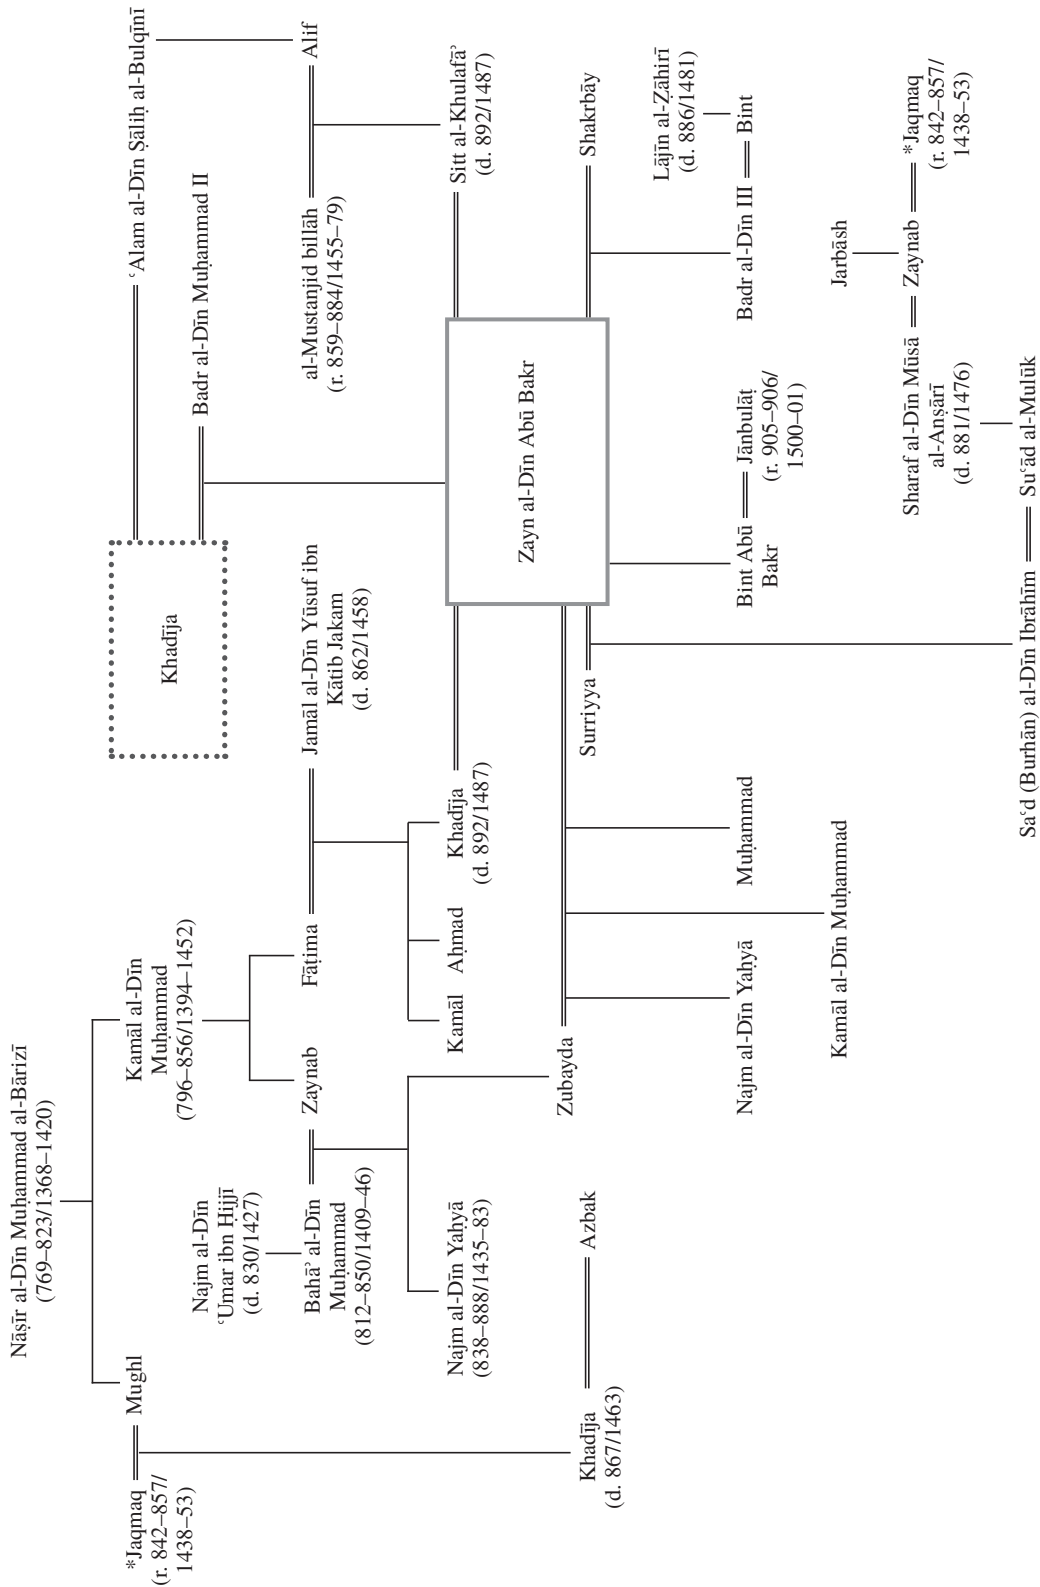 Nāṣīr al-Dīn Muḥammad al-Bārizī
(769–823/1368–1420)
*Jaqmaq
(r. 842–857/
1438–53)
Mughl
Kamāl al-Dīn
Muḥammad
(796–856/1394–1452)
Khadīja
ʿAlam al-Dīn Ṣāliḥ al-Bulqīnī
Badr al-Dīn Muḥammad II
Najm al-Dīn
ʿUmar ibn Ḥijjī
(d. 830/1427)
Bahāʾ al-Dīn
Muḥammad
(812–850/1409–46)
Zaynab
Fāṭima
Jamāl al-Dīn Yūsuf ibn
Kātib Jakam
(d. 862/1458)
al-Mustanjid billāh
(r. 859–884/1455–79)
Alif
Najm al-Dīn Yaḥyā
(838–888/1435–83)
Kamāl
Aḥmad
Khadīja
(d. 892/1487)
Sitt al-Khulafāʾ
(d. 892/1487)
Zayn al-Dīn Abū Bakr
Khadīja
(d. 867/1463)
Azbak
Zubayda
Surriyya
Shakrbāy
Lājīn al-Ẓāhirī
(d. 886/1481)
Najm al-Dīn Yaḥyā
Muḥammad
Bint Abū
Bakr
Jānbulāṭ
(r. 905–906/
1500–01)
Badr al-Dīn III
Bint
Kamāl al-Dīn Muḥammad
Jarbāsh
Sharaf al-Dīn Mūsā
al-Anṣārī
(d. 881/1476)
Zaynab
*Jaqmaq
(r. 842–857/
1438–53)
Saʿd (Burhān) al-Dīn Ibrāhīm
Suʿād al-Mulūk